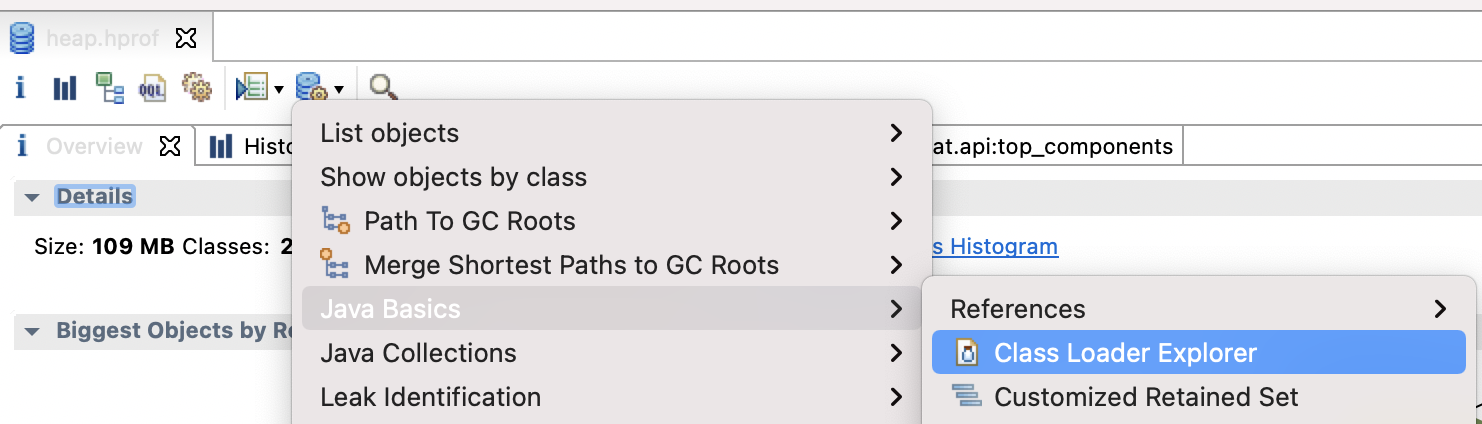 heap.hprof
OQL
Overview
Histo
at.api:top_components
Details
Size: 109 MB Classes: 2
s Histogram
Biggest Objects by Re
List objects
Show objects by class
Path To GC Roots
Merge Shortest Paths to GC Roots
Java Basics
Java Collections
Leak Identification
References
Class Loader Explorer
Customized Retained Set